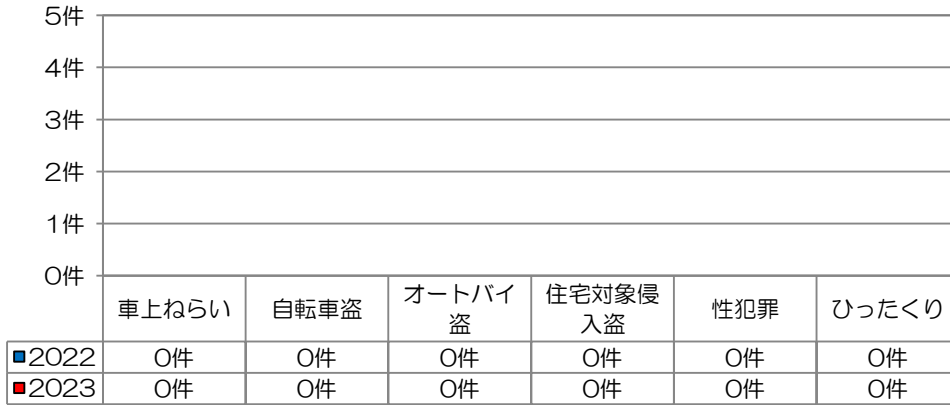 5件
4件
3件
2件
1件
0件
車上ねらい 自転車盗 オートバイ盗 住宅対象侵入盗 性犯罪 ひったくり
2022 0件 0件 0件 0件 0件 0件
2023 0件 0件 0件 0件 0件 0件